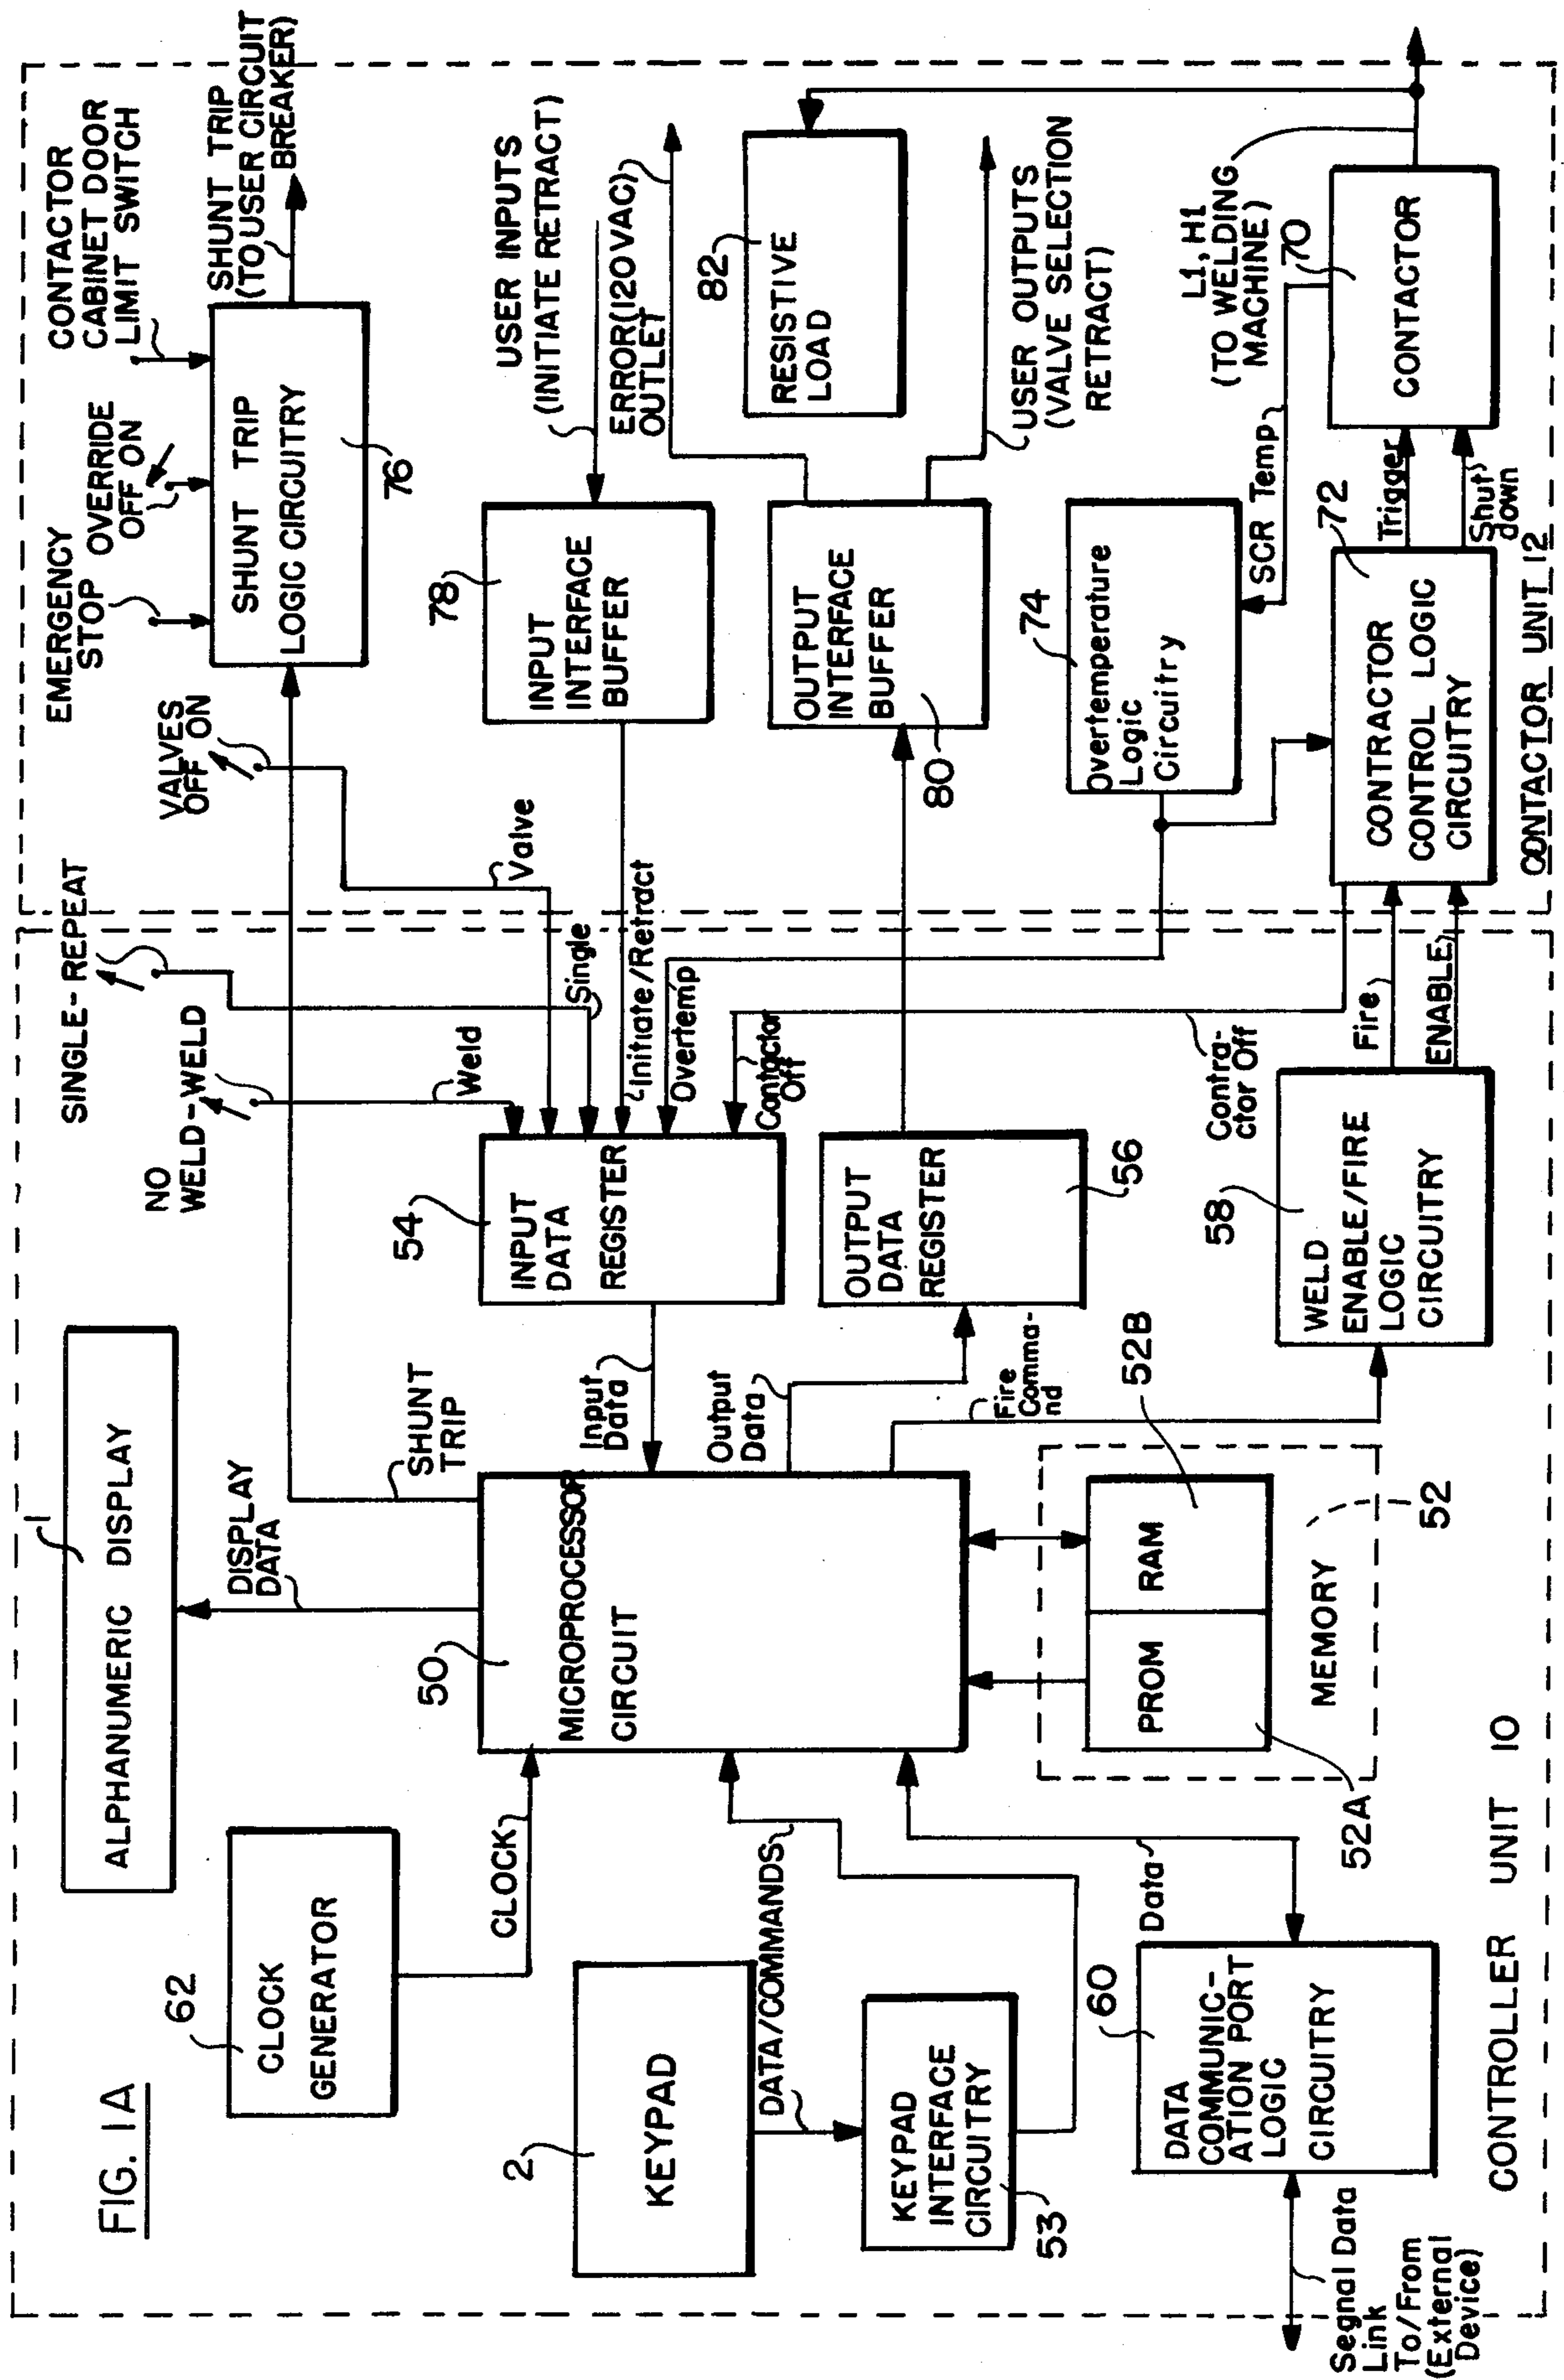 FIG. 1A
62
CLOCK
GENERATOR
CLOCK
1
ALPHANUMERIC DISPLAY
DISPLAY
DATA
SHUNT
TRIP
2
KEYPAD
DATA/COMMANDS
KEYPAD
INTERFACE
CIRCUITRY
53
50
MICROPROCESSOR
CIRCUIT
60
DATA
COMMUNIC-
ATION PORT
LOGIC
CIRCUITRY
Data
Segnal Data
Link
To/From
(External
Device)
PROM
RAM
52A
52B
MEMORY
52
Input
Data
Output
Data
Fire
Comma-
nd
54
INPUT
DATA
REGISTER
OUTPUT
DATA
REGISTER
56
58
WELD
ENABLE/FIRE
LOGIC
CIRCUITRY
CONTROLLER UNIT 10
NO
WELD-WELD
SINGLE-REPEAT
Weld
Valve
Single
Initiate/Retract
Overtemp
Contactor
Off
Contra-
ctor Off
Fire
ENABLE
VALVES
OFF ON
EMERGENCY
STOP
OVERRIDE
OFF ON
CONTACTOR
CABINET DOOR
LIMIT SWITCH
SHUNT TRIP
LOGIC CIRCUITRY
76
SHUNT TRIP
(TO USER CIRCUIT
BREAKER)
78
INPUT
INTERFACE
BUFFER
USER INPUTS
(INITIATE RETRACT)
ERROR(120VAC)
OUTLET
OUTPUT
INTERFACE
BUFFER
80
82
RESISTIVE
LOAD
USER OUTPUTS
(VALVE SELECTION
RETRACT)
74
Overtemperature
Logic
Circuitry
SCR Temp
72
CONTRACTOR
CONTROL LOGIC
CIRCUITRY
Trigger
Shut
down
L1, H1
(TO WELDING
MACHINE)
70
CONTACTOR
CONTACTOR UNIT 12